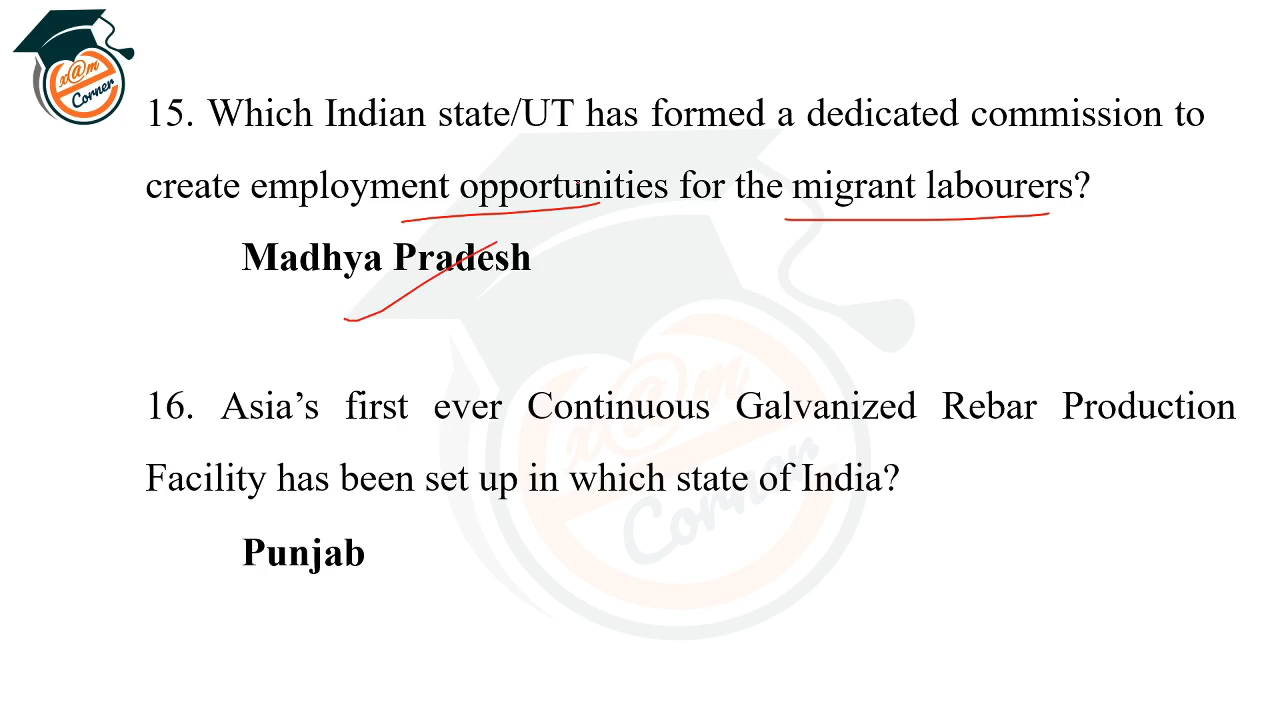 x@m
Corner
15. Which Indian state/UT has formed a dedicated commission to
create employment opportunities for the migrant labourers?
Madhya Pradesh
16. Asia’s first ever Continuous Galvanized Rebar Production
Facility has been set up in which state of India?
Punjab
x@m
Corner